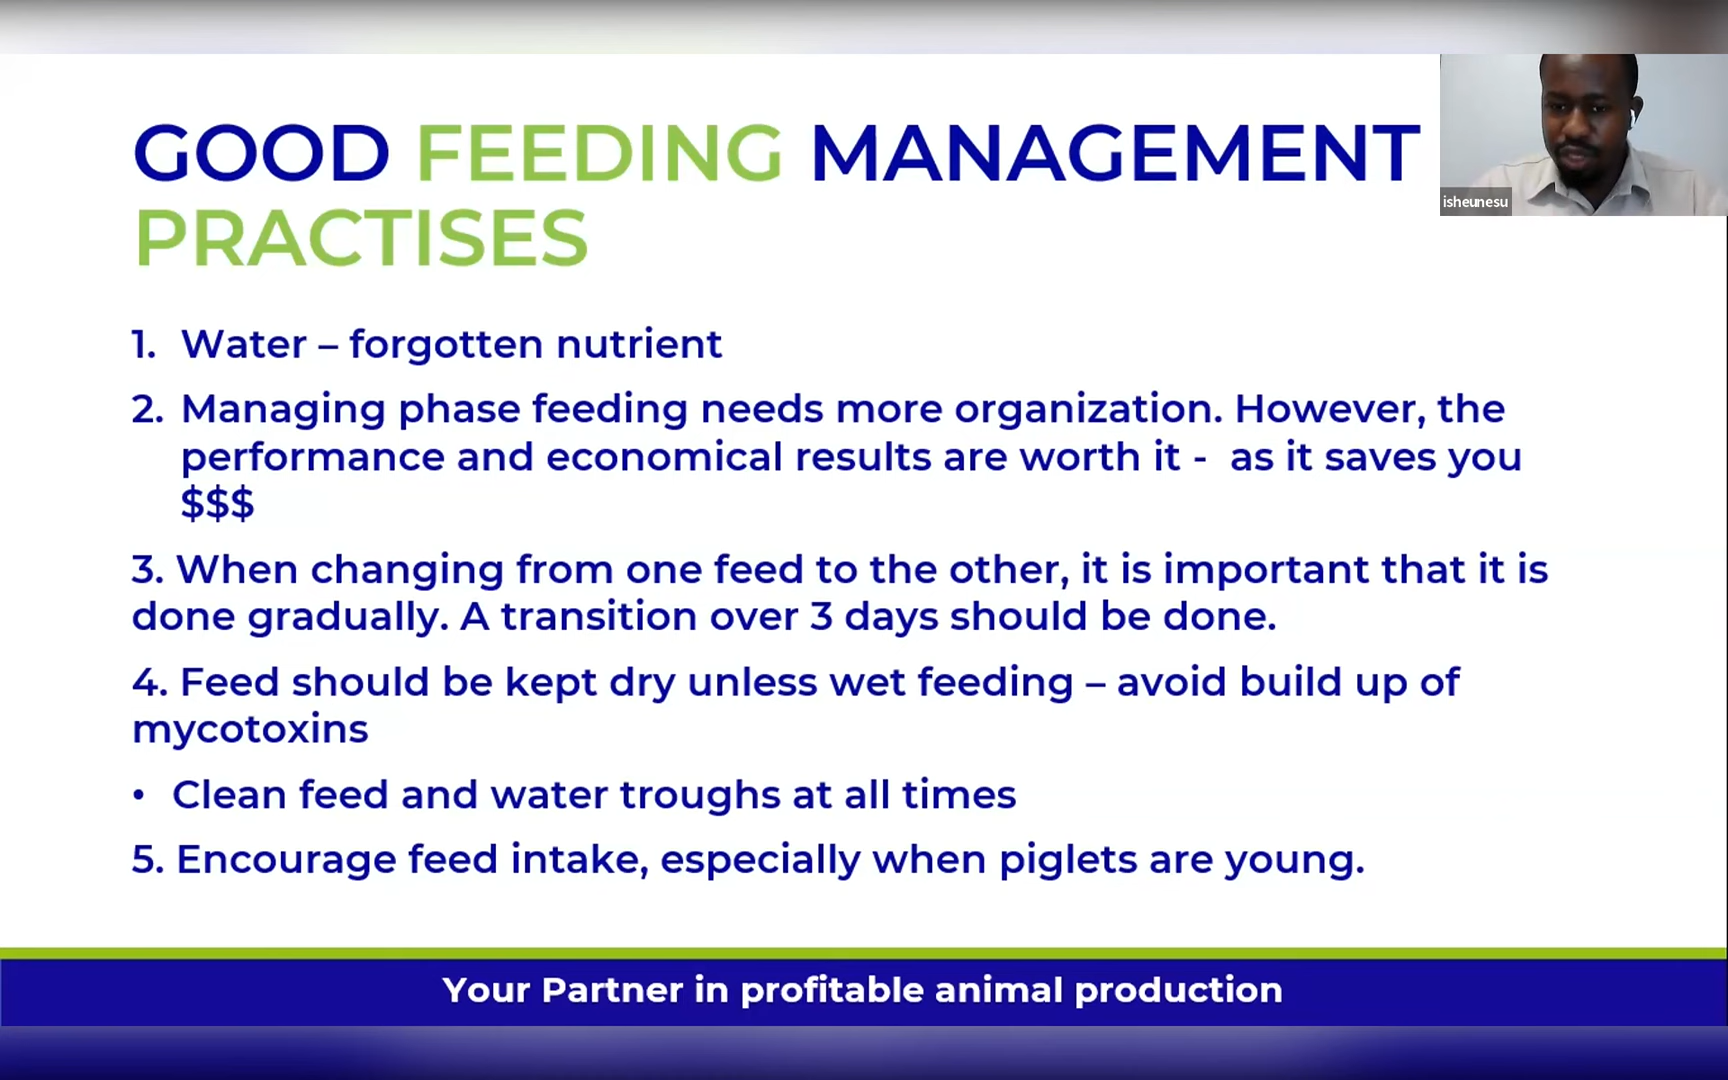 GOOD FEEDING MANAGEMENT
PRACTISES
isheunesu
1. Water – forgotten nutrient
2. Managing phase feeding needs more organization. However, the
performance and economical results are worth it - as it saves you
$$$
3. When changing from one feed to the other, it is important that it is
done gradually. A transition over 3 days should be done.
4. Feed should be kept dry unless wet feeding – avoid build up of
mycotoxins
• Clean feed and water troughs at all times
5. Encourage feed intake, especially when piglets are young.
Your Partner in profitable animal production